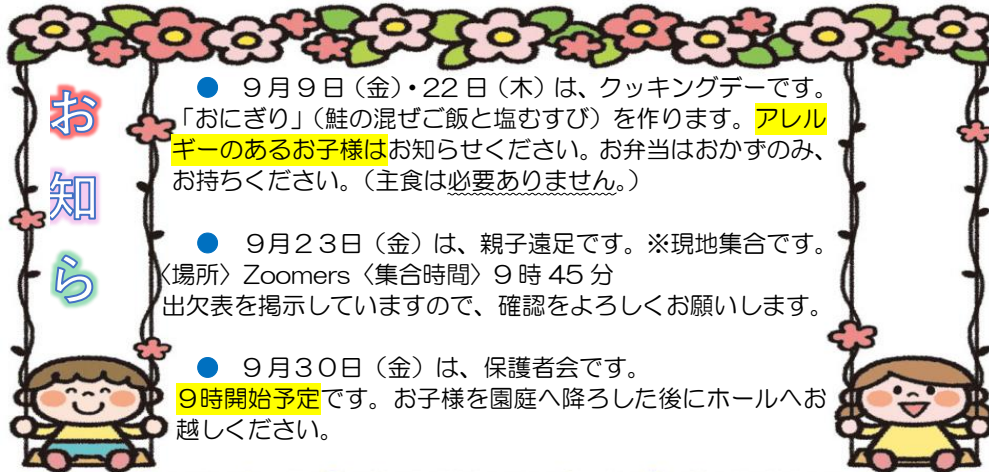 お知ら
● 9月9日（金）・22日（木）は、クッキングデーです。
「おにぎり」（鮭の混ぜご飯と塩むすび）を作ります。アレル
ギーのあるお子様はお知らせください。お弁当はおかずのみ、
お持ちください。（主食は必要ありません。）
● 9月２３日（金）は、親子遠足です。※現地集合です。
〈場所〉Zoomers〈集合時間〉9時45分
出欠表を掲示していますので、確認をよろしくお願いします。
● 9月３０日（金）は、保護者会です。
９時開始予定です。お子様を園庭へ降ろした後にホールへお
越しください。